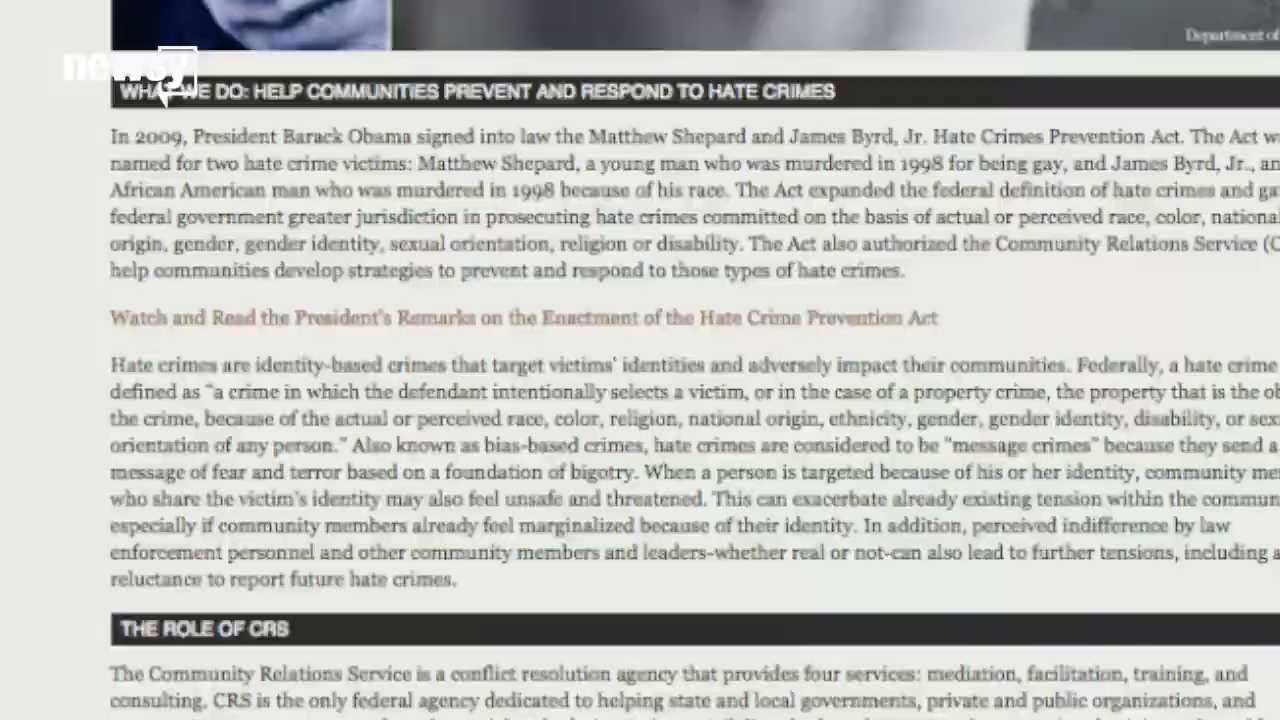 Department of
newsy
WHAT WE DO: HELP COMMUNITIES PREVENT AND RESPOND TO HATE CRIMES
In 2009, President Barack Obama signed into law the Matthew Shepard and James Byrd, Jr. Hate Crimes Prevention Act. The Act w
named for two hate crime victims: Matthew Shepard, a young man who was murdered in 1998 for being gay, and James Byrd, Jr., an
African American man who was murdered in 1998 because of his race. The Act expanded the federal definition of hate crimes and ga
federal government greater jurisdiction in prosecuting hate crimes committed on the basis of actual or perceived race, color, national
origin, gender, gender identity, sexual orientation, religion or disability. The Act also authorized the Community Relations Service (C
help communities develop strategies to prevent and respond to those types of hate crimes.
Watch and Read the President's Remarks on the Enactment of the Hate Crime Prevention Act
Hate crimes are identity-based crimes that target victims' identities and adversely impact their communities. Federally, a hate crime
defined as "a crime in which the defendant intentionally selects a victim, or in the case of a property crime, the property that is the ob
the crime, because of the actual or perceived race, color, religion, national origin, ethnicity, gender, gender identity, disability, or sex
orientation of any person." Also known as bias-based crimes, hate crimes are considered to be "message crimes" because they send a
message of fear and terror based on a foundation of bigotry. When a person is targeted because of his or her identity, community me
who share the victim's identity may also feel unsafe and threatened. This can exacerbate already existing tension within the commun
especially if community members already feel marginalized because of their identity. In addition, perceived indifference by law
enforcement personnel and other community members and leaders-whether real or not-can also lead to further tensions, including a
reluctance to report future hate crimes.
THE ROLE OF CRS
The Community Relations Service is a conflict resolution agency that provides four services: mediation, facilitation, training, and
consulting. CRS is the only federal agency dedicated to helping state and local governments, private and public organizations, and